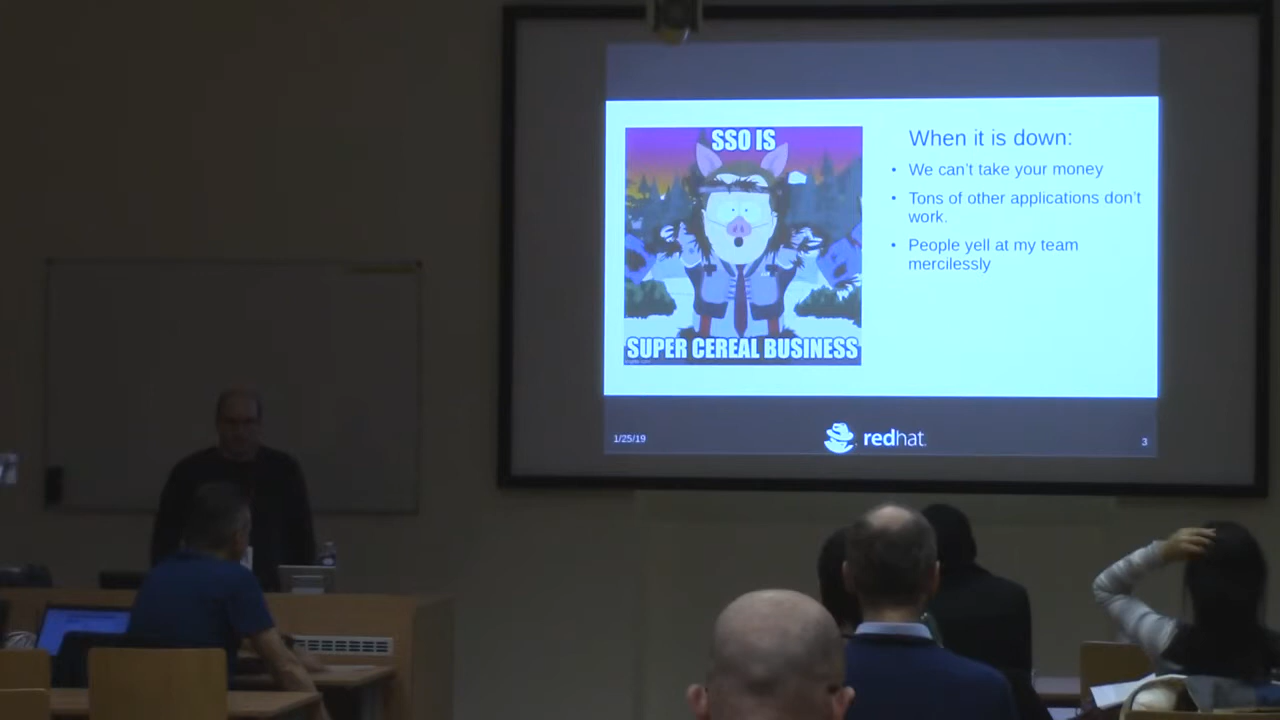 SSO IS
SUPER CEREAL BUSINESS
When it is down:
• We can't take your money
• Tons of other applications don't
work.
• People yell at my team
mercilessly
1/25/19
redhat.
3